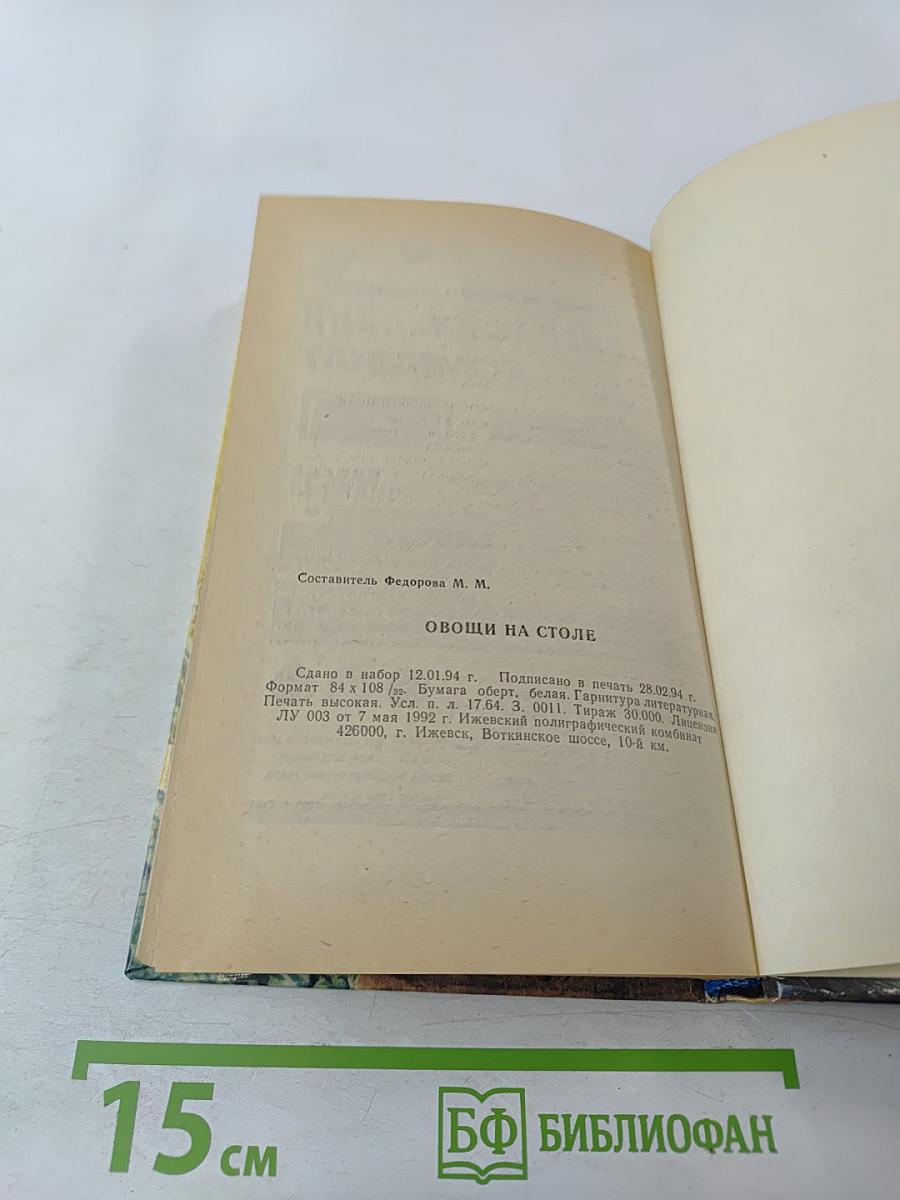 Составитель Федорова М. М.
ОВОЩИ НА СТОЛЕ
Сдано в набор 12.01.94 г. Подписано в печать 28.02.94 г.
Формат 84 х 108 /32. Бумага оберт. белая. Гарнитура литературная.
Печать высокая. Усл. п. л. 17.64. З. 0011. Тираж 30.000. Лицензия
ЛУ 003 от 7 мая 1992 г. Ижевский полиграфический комбинат
426000, г. Ижевск, Воткинское шоссе, 10-й км.
15 см
БФ БИБЛИОФАН